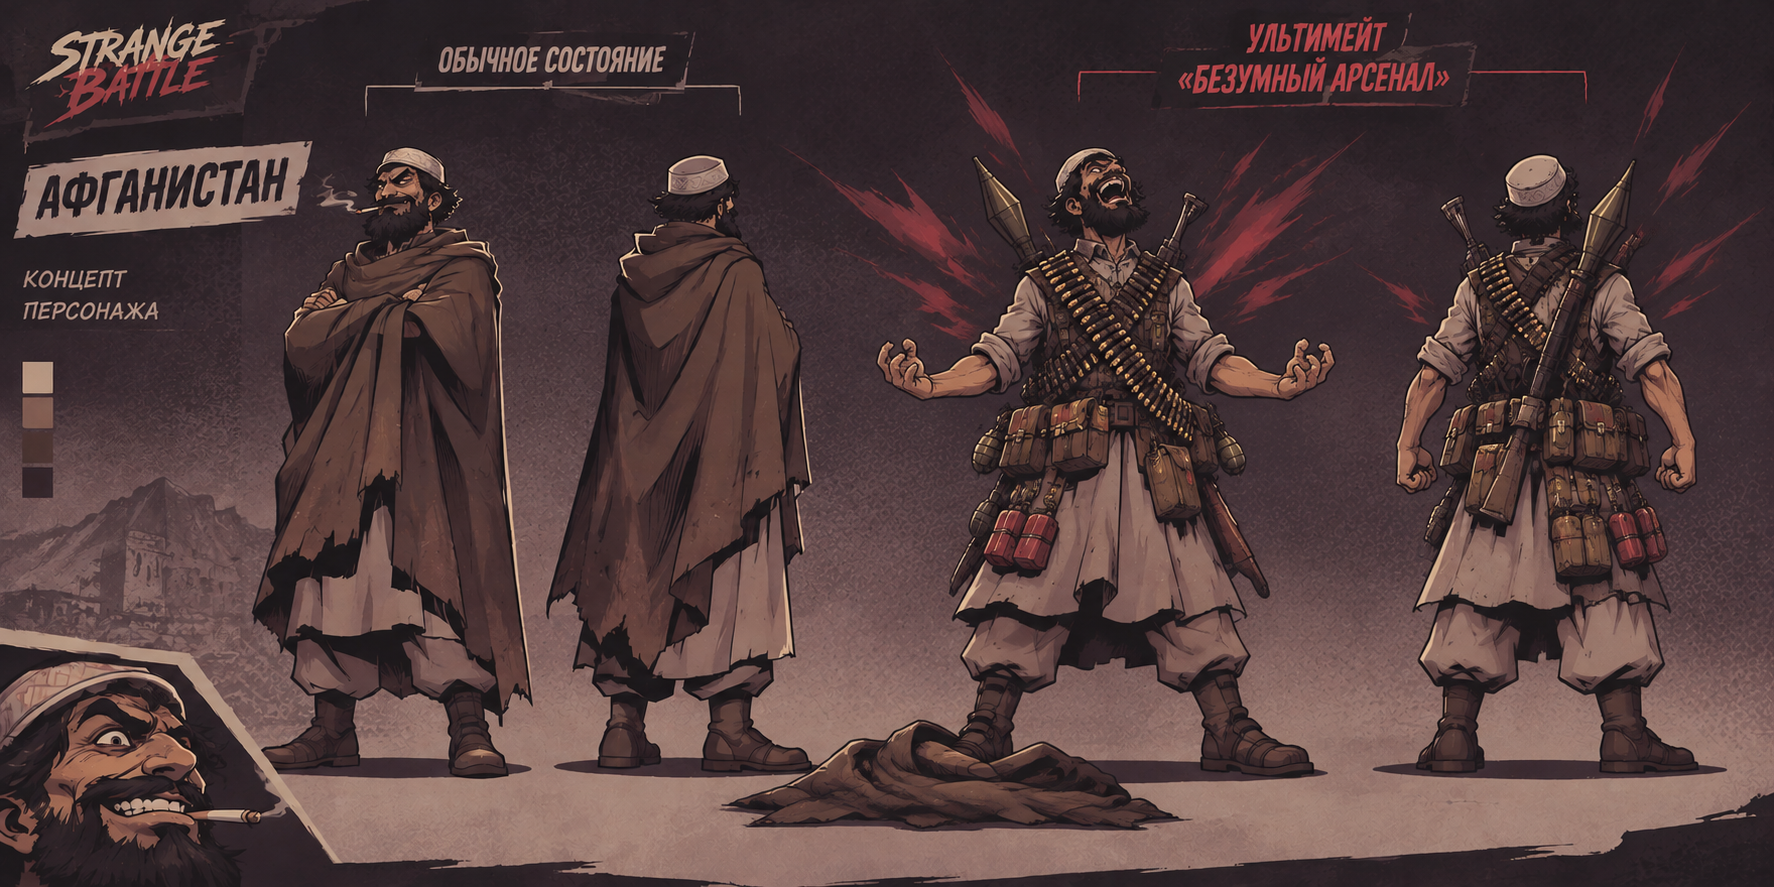 STRANGE
BATTLE
АФГАНИСТАН
КОНЦЕПТ
ПЕРСОНАЖА
ОБЫЧНОЕ СОСТОЯНИЕ
УЛЬТИМЕЙТ
«БЕЗУМНЫЙ АРСЕНАЛ»